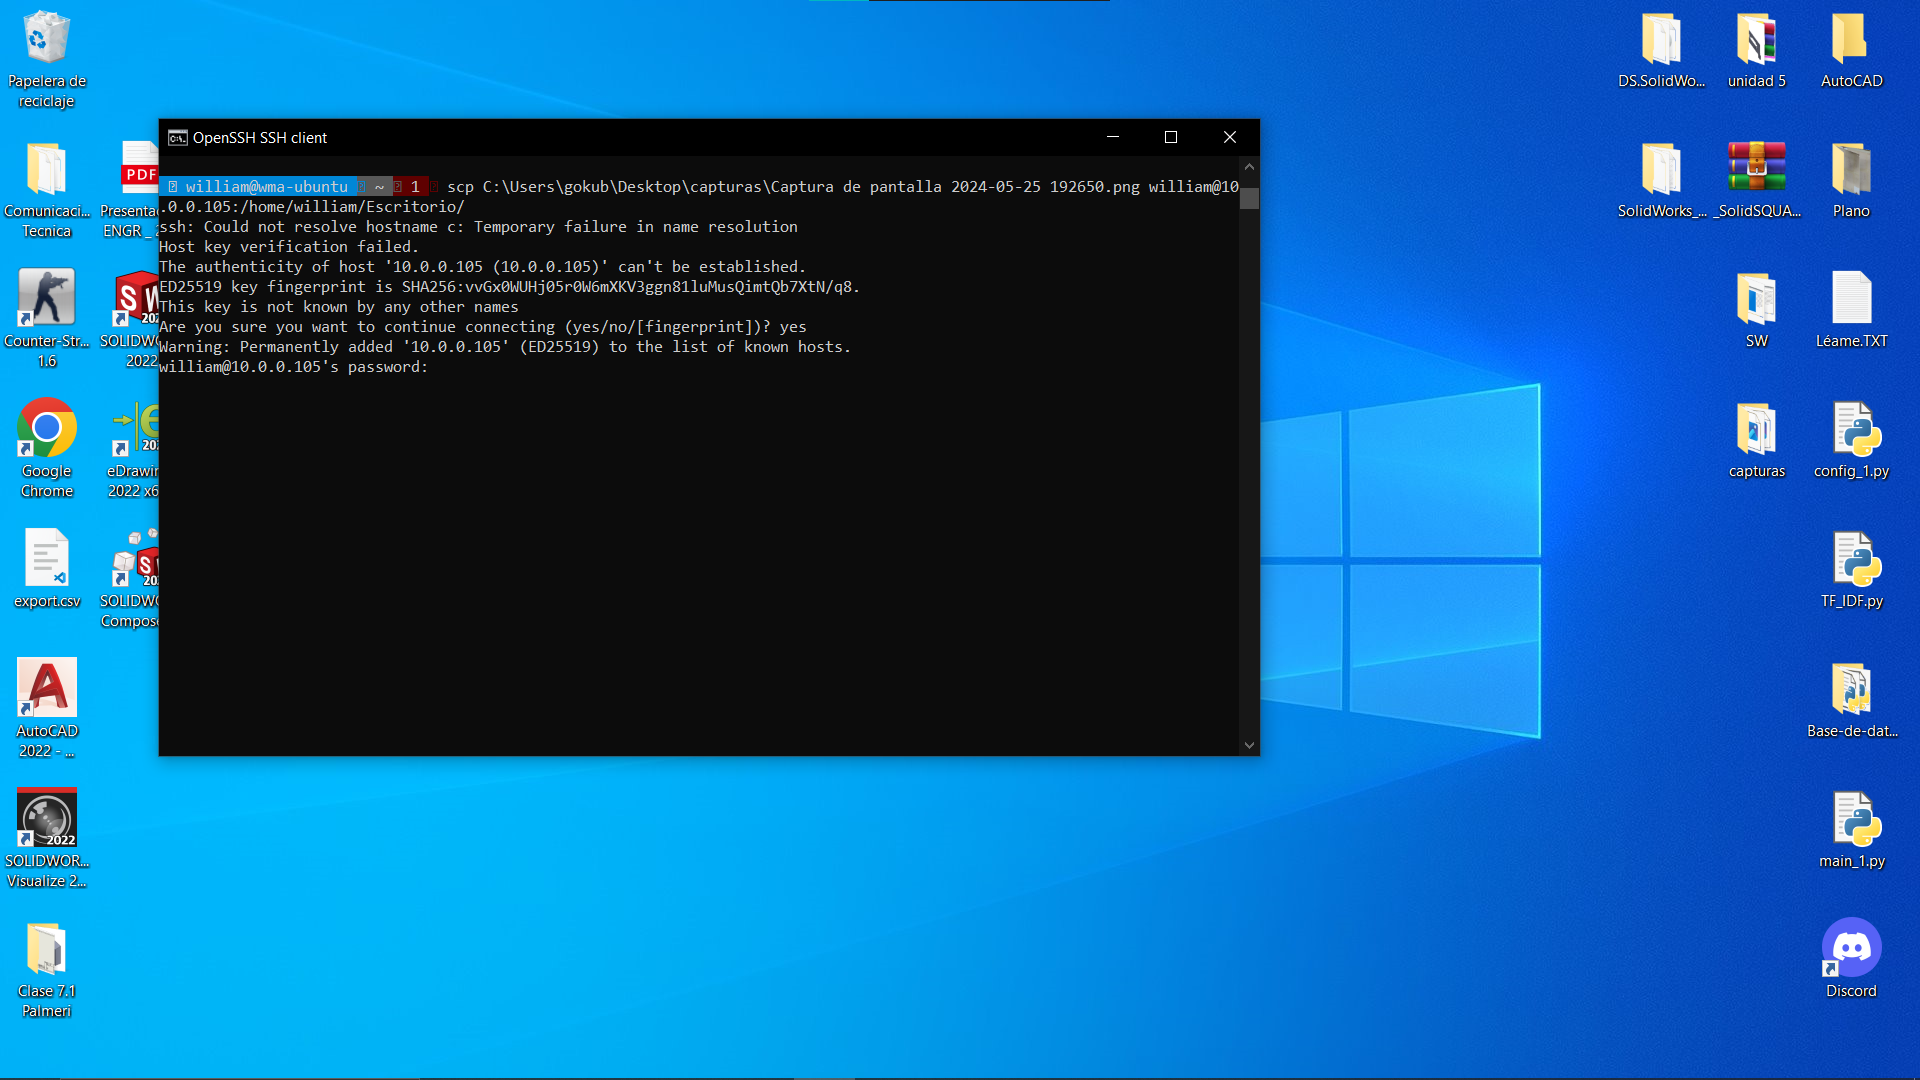 Papelera de
reciclaje
Comunicaci...
Tecnica
PDF
Presenta
ENGR _
Counter-Str...
1.6
SOLIDW
2022
Google
Chrome
eDrawin
2022 x6
export.csv
SOLIDW
Compos
AutoCAD
2022 - ...
2022
SOLIDWOR...
Visualize 2...
Clase 7.1
Palmeri
OpenSSH SSH client
william@wma-ubuntu ~ 1 scp C:\Users\gokub\Desktop\capturas\Captura de pantalla 2024-05-25 192650.png william@10
.0.0.105:/home/william/Escritorio/
ssh: Could not resolve hostname c: Temporary failure in name resolution
Host key verification failed.
The authenticity of host '10.0.0.105 (10.0.0.105)' can't be established.
ED25519 key fingerprint is SHA256:vvGx0WUHj05r0W6mXKV3ggn81luMusQimtQb7XtN/q8.
This key is not known by any other names
Are you sure you want to continue connecting (yes/no/[fingerprint])? yes
Warning: Permanently added '10.0.0.105' (ED25519) to the list of known hosts.
william@10.0.0.105's password:
DS.SolidWo...
unidad 5
AutoCAD
SolidWorks_...
_SolidSQUA...
Plano
SW
Léame.TXT
capturas
config_1.py
TF_IDF.py
Base-de-dat...
main_1.py
Discord